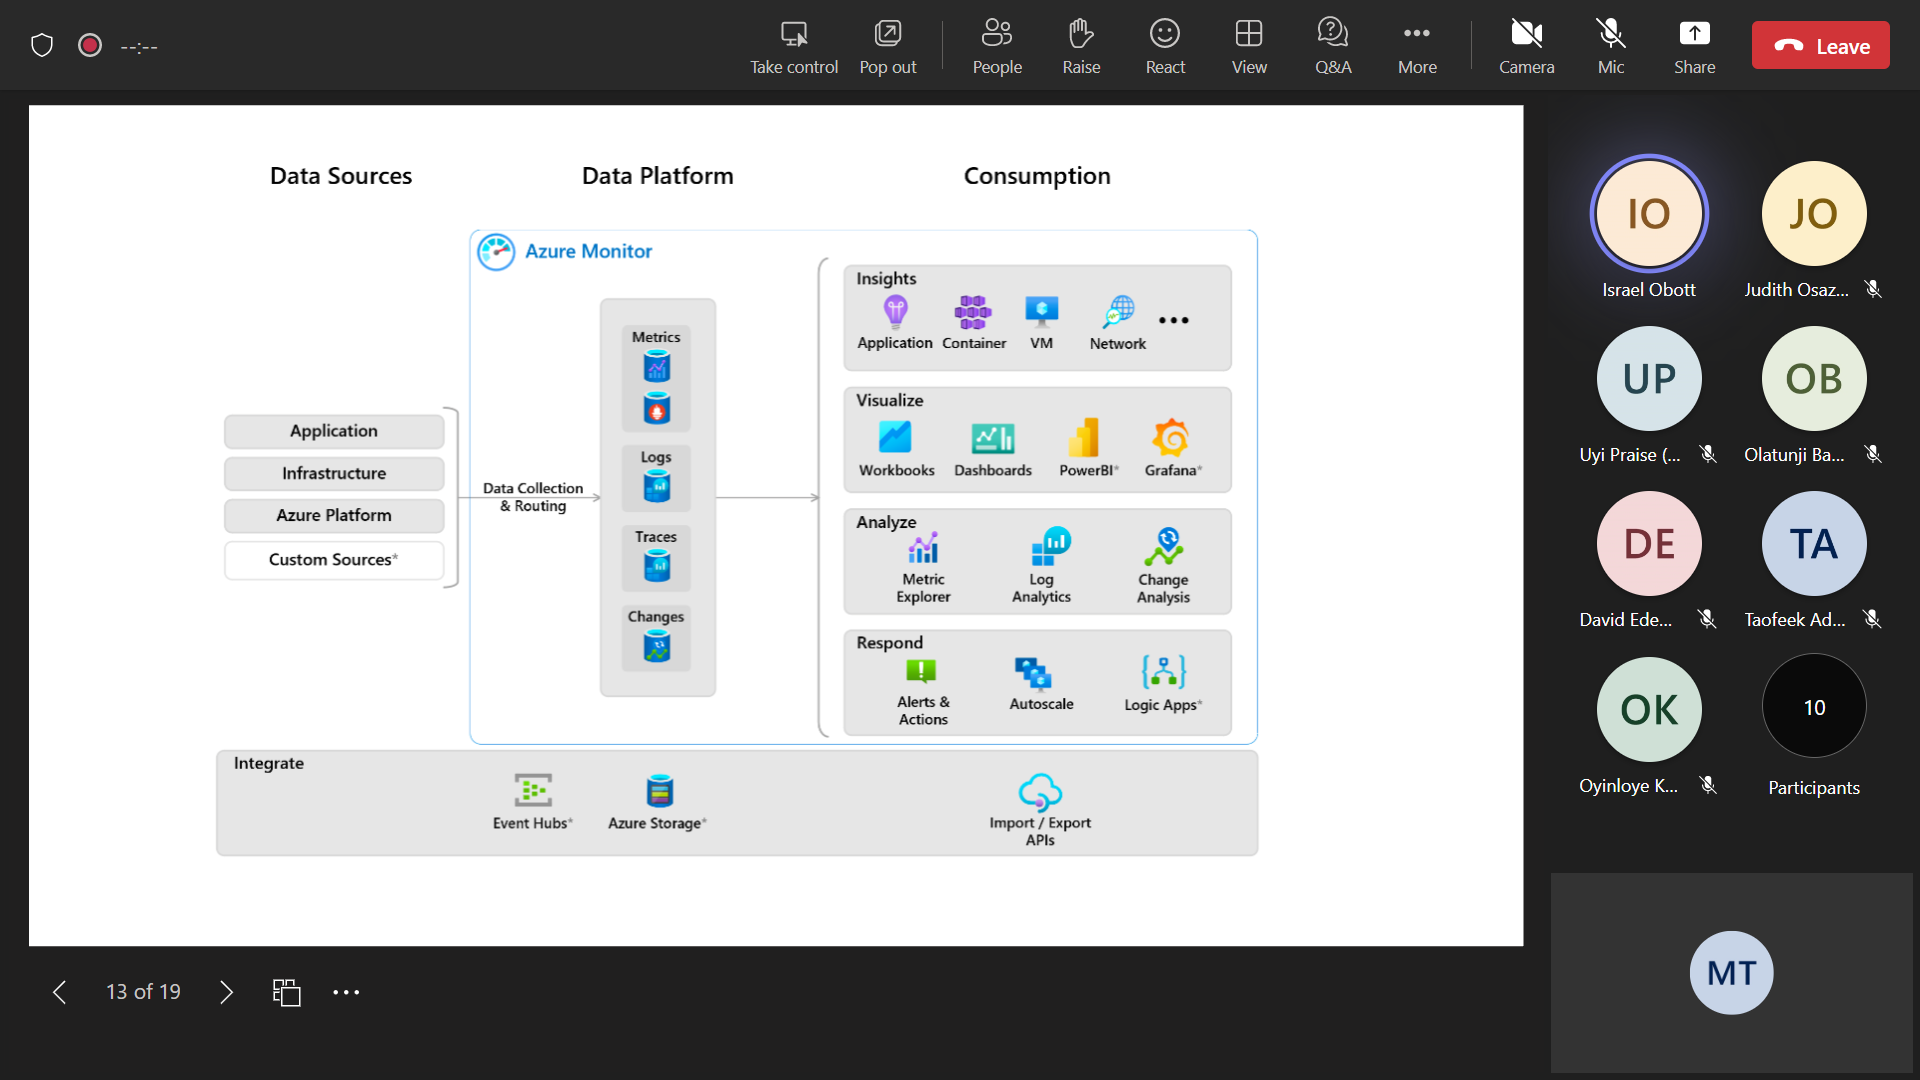 --:--
Take control
Pop out
People
Raise
React
View
Q&A
More
Camera
Mic
Share
Leave
Data Sources
Data Platform
Consumption
Azure Monitor
Application
Infrastructure
Azure Platform
Custom Sources*
Data Collection
& Routing
Metrics
Logs
Traces
Changes
Insights
Application
Container
VM
Network
Visualize
Workbooks
Dashboards
PowerBI*
Grafana*
Analyze
Metric
Explorer
Log
Analytics
Change
Analysis
Respond
Alerts &
Actions
Autoscale
Logic Apps*
Integrate
Event Hubs*
Azure Storage*
Import / Export
APIs
IO
Israel Obott
JO
Judith Osaz...
UP
Uyi Praise (...
OB
Olatunji Ba...
DE
David Ede...
TA
Taofeek Ad...
OK
Oyinloye K...
10
Participants
MT
13 of 19